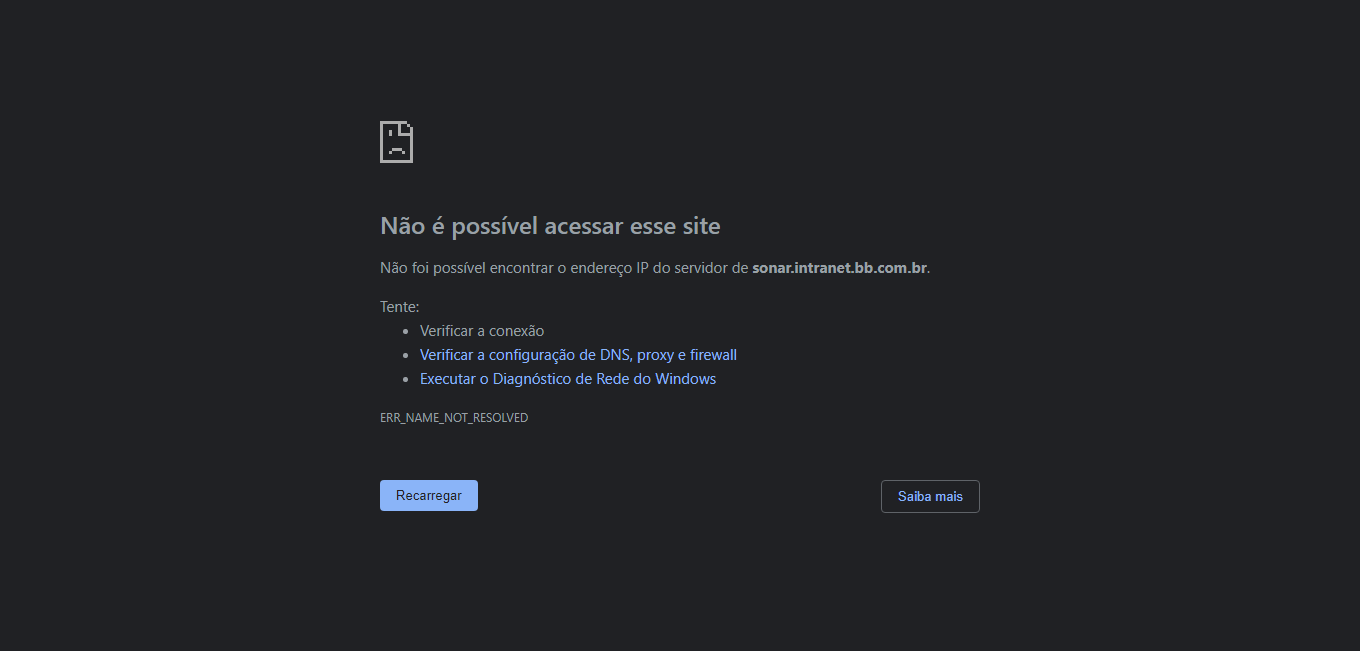 Não é possível acessar esse site
Não foi possível encontrar o endereço IP do servidor de sonar.intranet.bb.com.br.
Tente:
• Verificar a conexão
• Verificar a configuração de DNS, proxy e firewall
• Executar o Diagnóstico de Rede do Windows
ERR_NAME_NOT_RESOLVED
Recarregar
Saiba mais